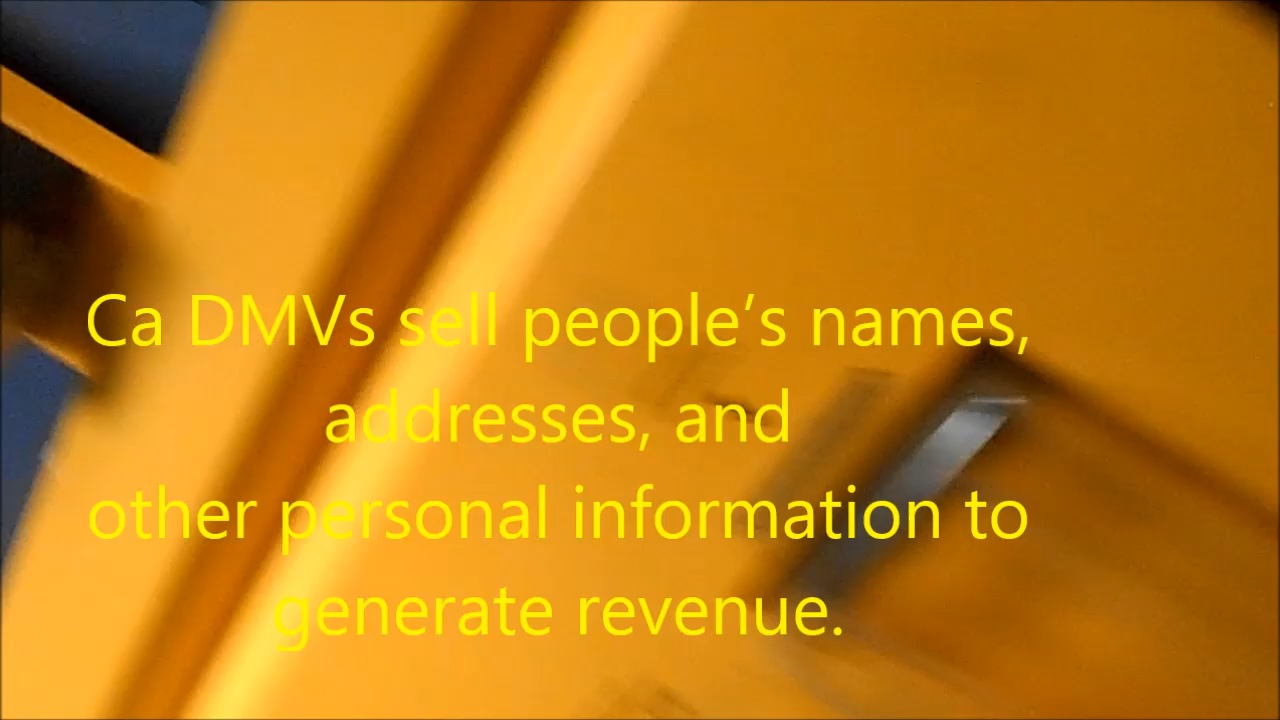 Ca DMVs sell people’s names,
addresses, and
other personal information to
generate revenue.